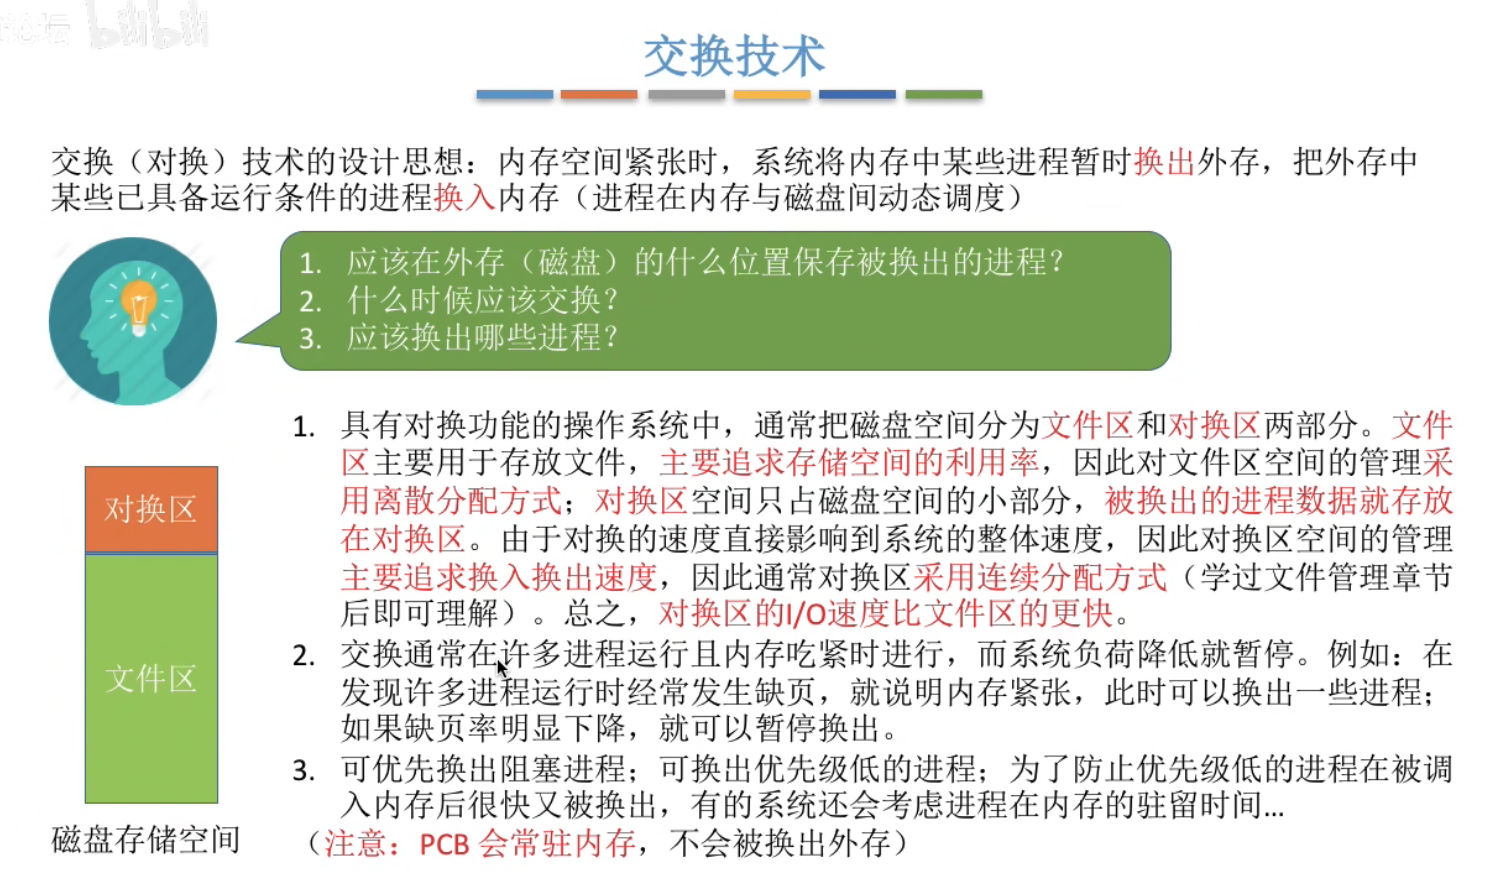 论坛 bilibili
交换技术
交换（对换）技术的设计思想：内存空间紧张时，系统将内存中某些进程暂时换出外存，把外存中
某些已具备运行条件的进程换入内存（进程在内存与磁盘间动态调度）
1. 应该在外存（磁盘）的什么位置保存被换出的进程？
2. 什么时候应该交换？
3. 应该换出哪些进程？
1. 具有对换功能的操作系统中，通常把磁盘空间分为文件区和对换区两部分。文件
区主要用于存放文件，主要追求存储空间的利用率，因此对文件区空间的管理采
用离散分配方式；对换区空间只占磁盘空间的小部分，被换出的进程数据就存放
在对换区。由于对换的速度直接影响到系统的整体速度，因此对换区空间的管理
主要追求换入换出速度，因此通常对换区采用连续分配方式（学过文件管理章节
后即可理解）。总之，对换区的I/O速度比文件区的更快。
2. 交换通常在许多进程运行且内存吃紧时进行，而系统负荷降低就暂停。例如：在
发现许多进程运行时经常发生缺页，就说明内存紧张，此时可以换出一些进程；
如果缺页率明显下降，就可以暂停换出。
3. 可优先换出阻塞进程；可换出优先级低的进程；为了防止优先级低的进程在被调
入内存后很快又被换出，有的系统还会考虑进程在内存的驻留时间…
（注意：PCB 会常驻内存，不会被换出外存）
对换区
文件区
磁盘存储空间